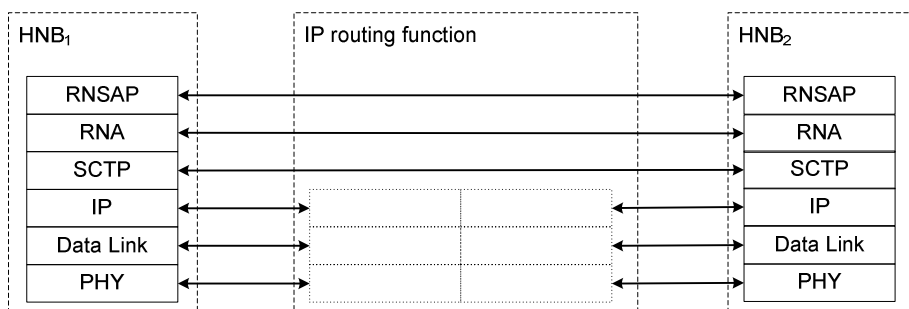 HNB₁
IP routing function
HNB₂
RNSAP
RNSAP
RNA
RNA
SCTP
SCTP
IP
IP
Data Link
Data Link
PHY
PHY